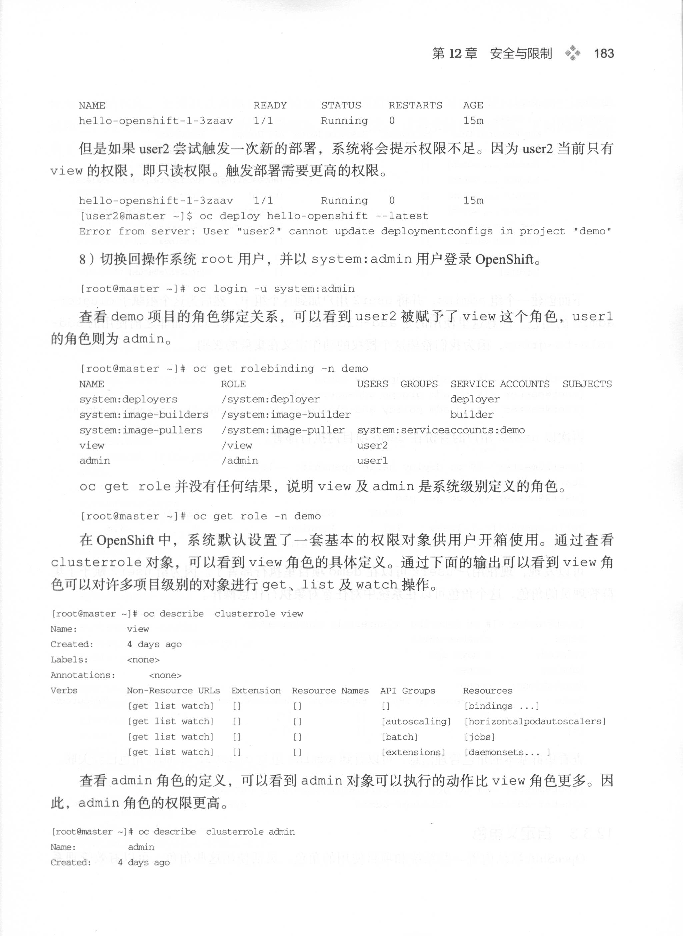 第 12 章 安全与限制 183
NAME READY STATUS RESTARTS AGE
hello-openshift-1-3zaav 1/1 Running 0 15m
但是如果 user2 尝试触发一次新的部署，系统将会提示权限不足。因为 user2 当前只有
view 的权限，即只读权限。触发部署需要更高的权限。
hello-openshift-1-3zaav 1/1 Running 0 15m
[user2@master ~]$ oc deploy hello-openshift --latest
Error from server: User "user2" cannot update deploymentconfigs in project "demo"
8）切换回操作系统 root 用户，并以 system:admin 用户登录 OpenShift。
[root@master ~]# oc login -u system:admin
查看 demo 项目的角色绑定关系，可以看到 user2 被赋予了了 view 这个角色，user1
的角色则为 admin。
[root@master ~]# oc get rolebinding -n demo
NAME ROLE USERS GROUPS SERVICE ACCOUNTS SUBJECTS
system:deployers /system:deployer deployer
system:image-builders /system:image-builder builder
system:image-pullers /system:image-puller system:serviceaccounts:demo
view /view user2
admin /admin user1
oc get role 并没有任何结果，说明 view 及 admin 是系统级别定义的角色。
[root@master ~]# oc get role -n demo
在 OpenShift 中，系统默认设置了一套基本的权限对象供用户开箱使用。通过查看
clusterrole 对象，可以看到 view 角色的具体定义。通过下面的输出可以看到 view 角
色可以对许多项目级别的对象进行 get、list 及 watch 操作。
[root@master ~]# oc describe clusterrole view
Name: view
Created: 4 days ago
Labels: <none>
Annotations: <none>
Verbs Non-Resource URLs Extension Resource Names API Groups Resources
[get list watch] [] [] [] [bindings ...]
[get list watch] [] [] [autoscaling] [horizontalpodautoscalers]
[get list watch] [] [] [batch] [jobs]
[get list watch] [] [] [extensions] [daemonsets... ]
查看 admin 角色的定义，可以看到 admin 对象可以执行的动作比 view 角色更多。因
此，admin 角色的权限更高。
[root@master ~]# oc describe clusterrole admin
Name: admin
Created: 4 days ago